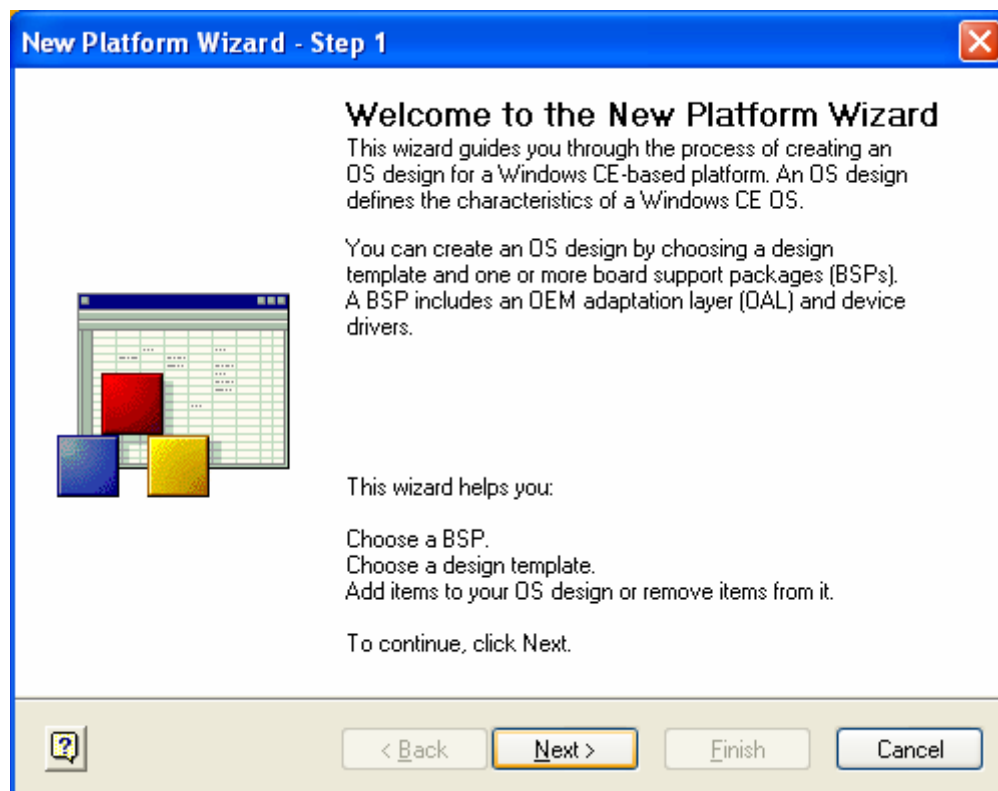 New Platform Wizard - Step 1
Welcome to the New Platform Wizard
This wizard guides you through the process of creating an
OS design for a Windows CE-based platform. An OS design
defines the characteristics of a Windows CE OS.
You can create an OS design by choosing a design
template and one or more board support packages (BSPs).
A BSP includes an OEM adaptation layer (OAL) and device
drivers.
This wizard helps you:
Choose a BSP.
Choose a design template.
Add items to your OS design or remove items from it.
To continue, click Next.
? < Back Next > Finish Cancel